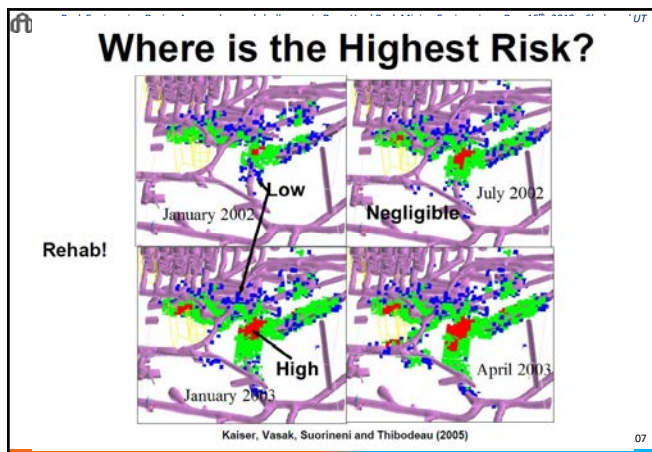 UT
Where is the Highest Risk?
Low
January 2002
July 2002
Negligible
Rehab!
High
January 2003
April 2003
Kaiser, Vasak, Suorineni and Thibodeau (2005)
07